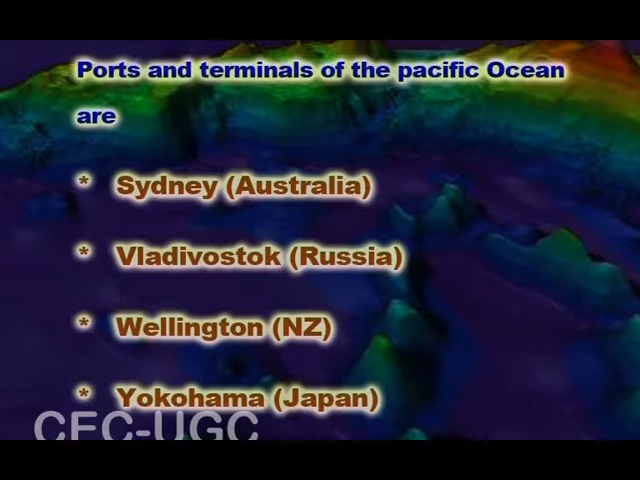 Ports and terminals of the pacific Ocean
are
* Sydney (Australia)
* Vladivostok (Russia)
* Wellington (NZ)
* Yokohama (Japan)
CEC-UGC